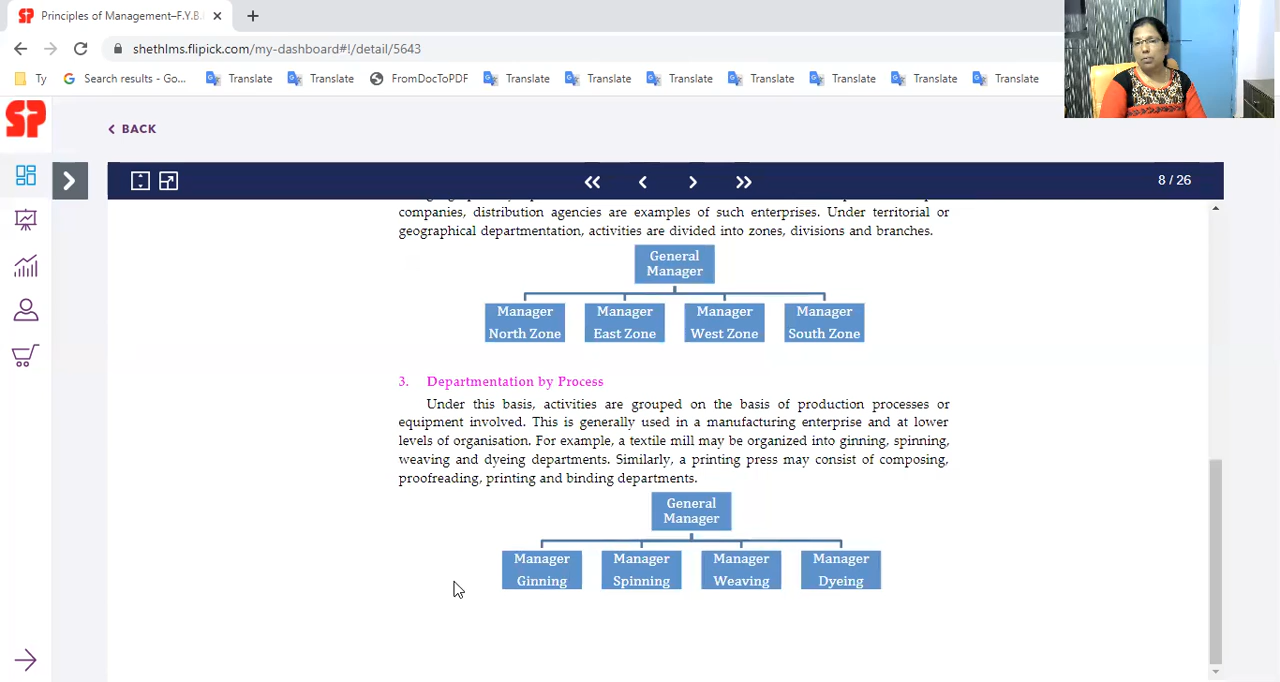 Principles of Management–F.Y.B.
shethlms.flipick.com/my-dashboard#!/detail/5643
Ty
Search results - Go...
Translate
Translate
FromDocToPDF
Translate
Translate
Translate
Translate
Translate
Translate
Translate
SP
BACK
8 / 26
companies, distribution agencies are examples of such enterprises. Under territorial or
geographical departmentation, activities are divided into zones, divisions and branches.
General
Manager
Manager
North Zone
Manager
East Zone
Manager
West Zone
Manager
South Zone
3. Departmentation by Process
Under this basis, activities are grouped on the basis of production processes or
equipment involved. This is generally used in a manufacturing enterprise and at lower
levels of organisation. For example, a textile mill may be organized into ginning, spinning,
weaving and dyeing departments. Similarly, a printing press may consist of composing,
proofreading, printing and binding departments.
General
Manager
Manager
Ginning
Manager
Spinning
Manager
Weaving
Manager
Dyeing